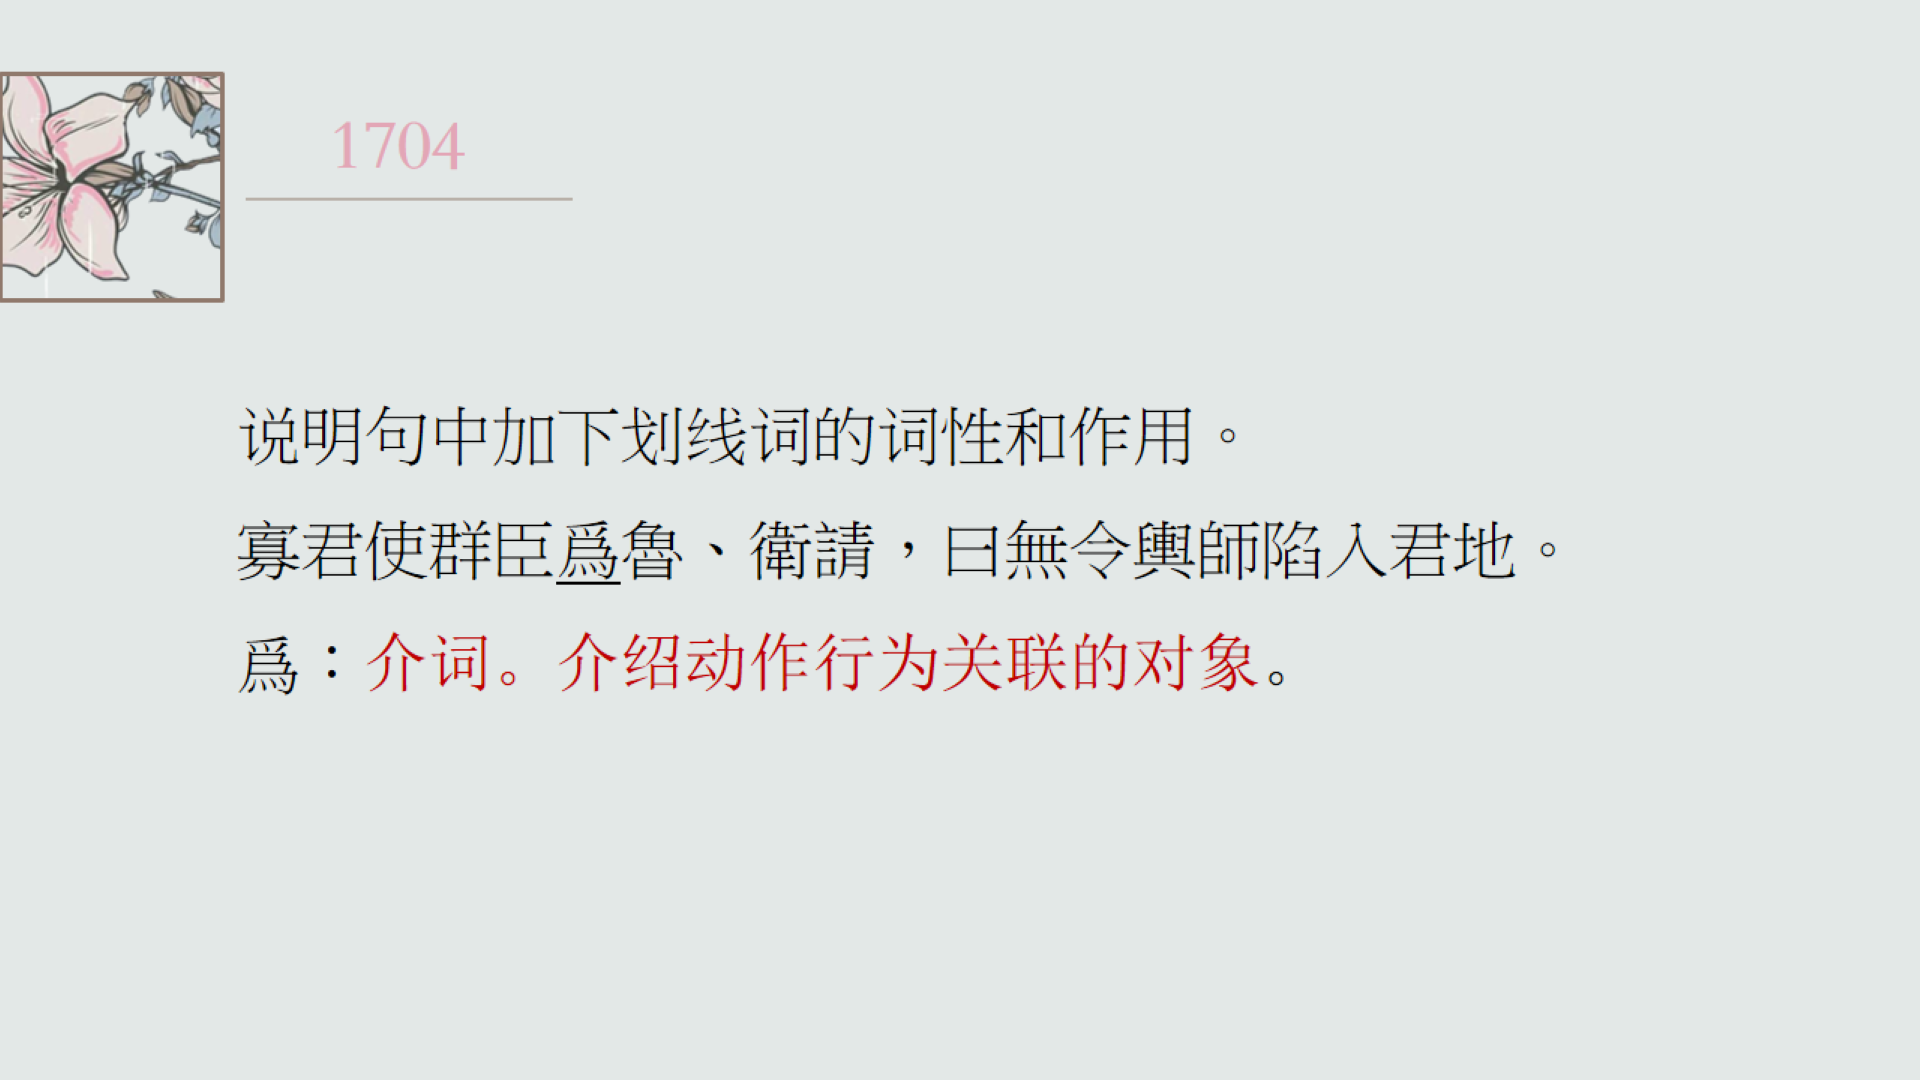 1704
说明句中加下划线词的词性和作用。
寡君使群臣爲魯、衛請，曰無令輿師陷入君地。
爲：介词。介绍动作行为关联的对象。